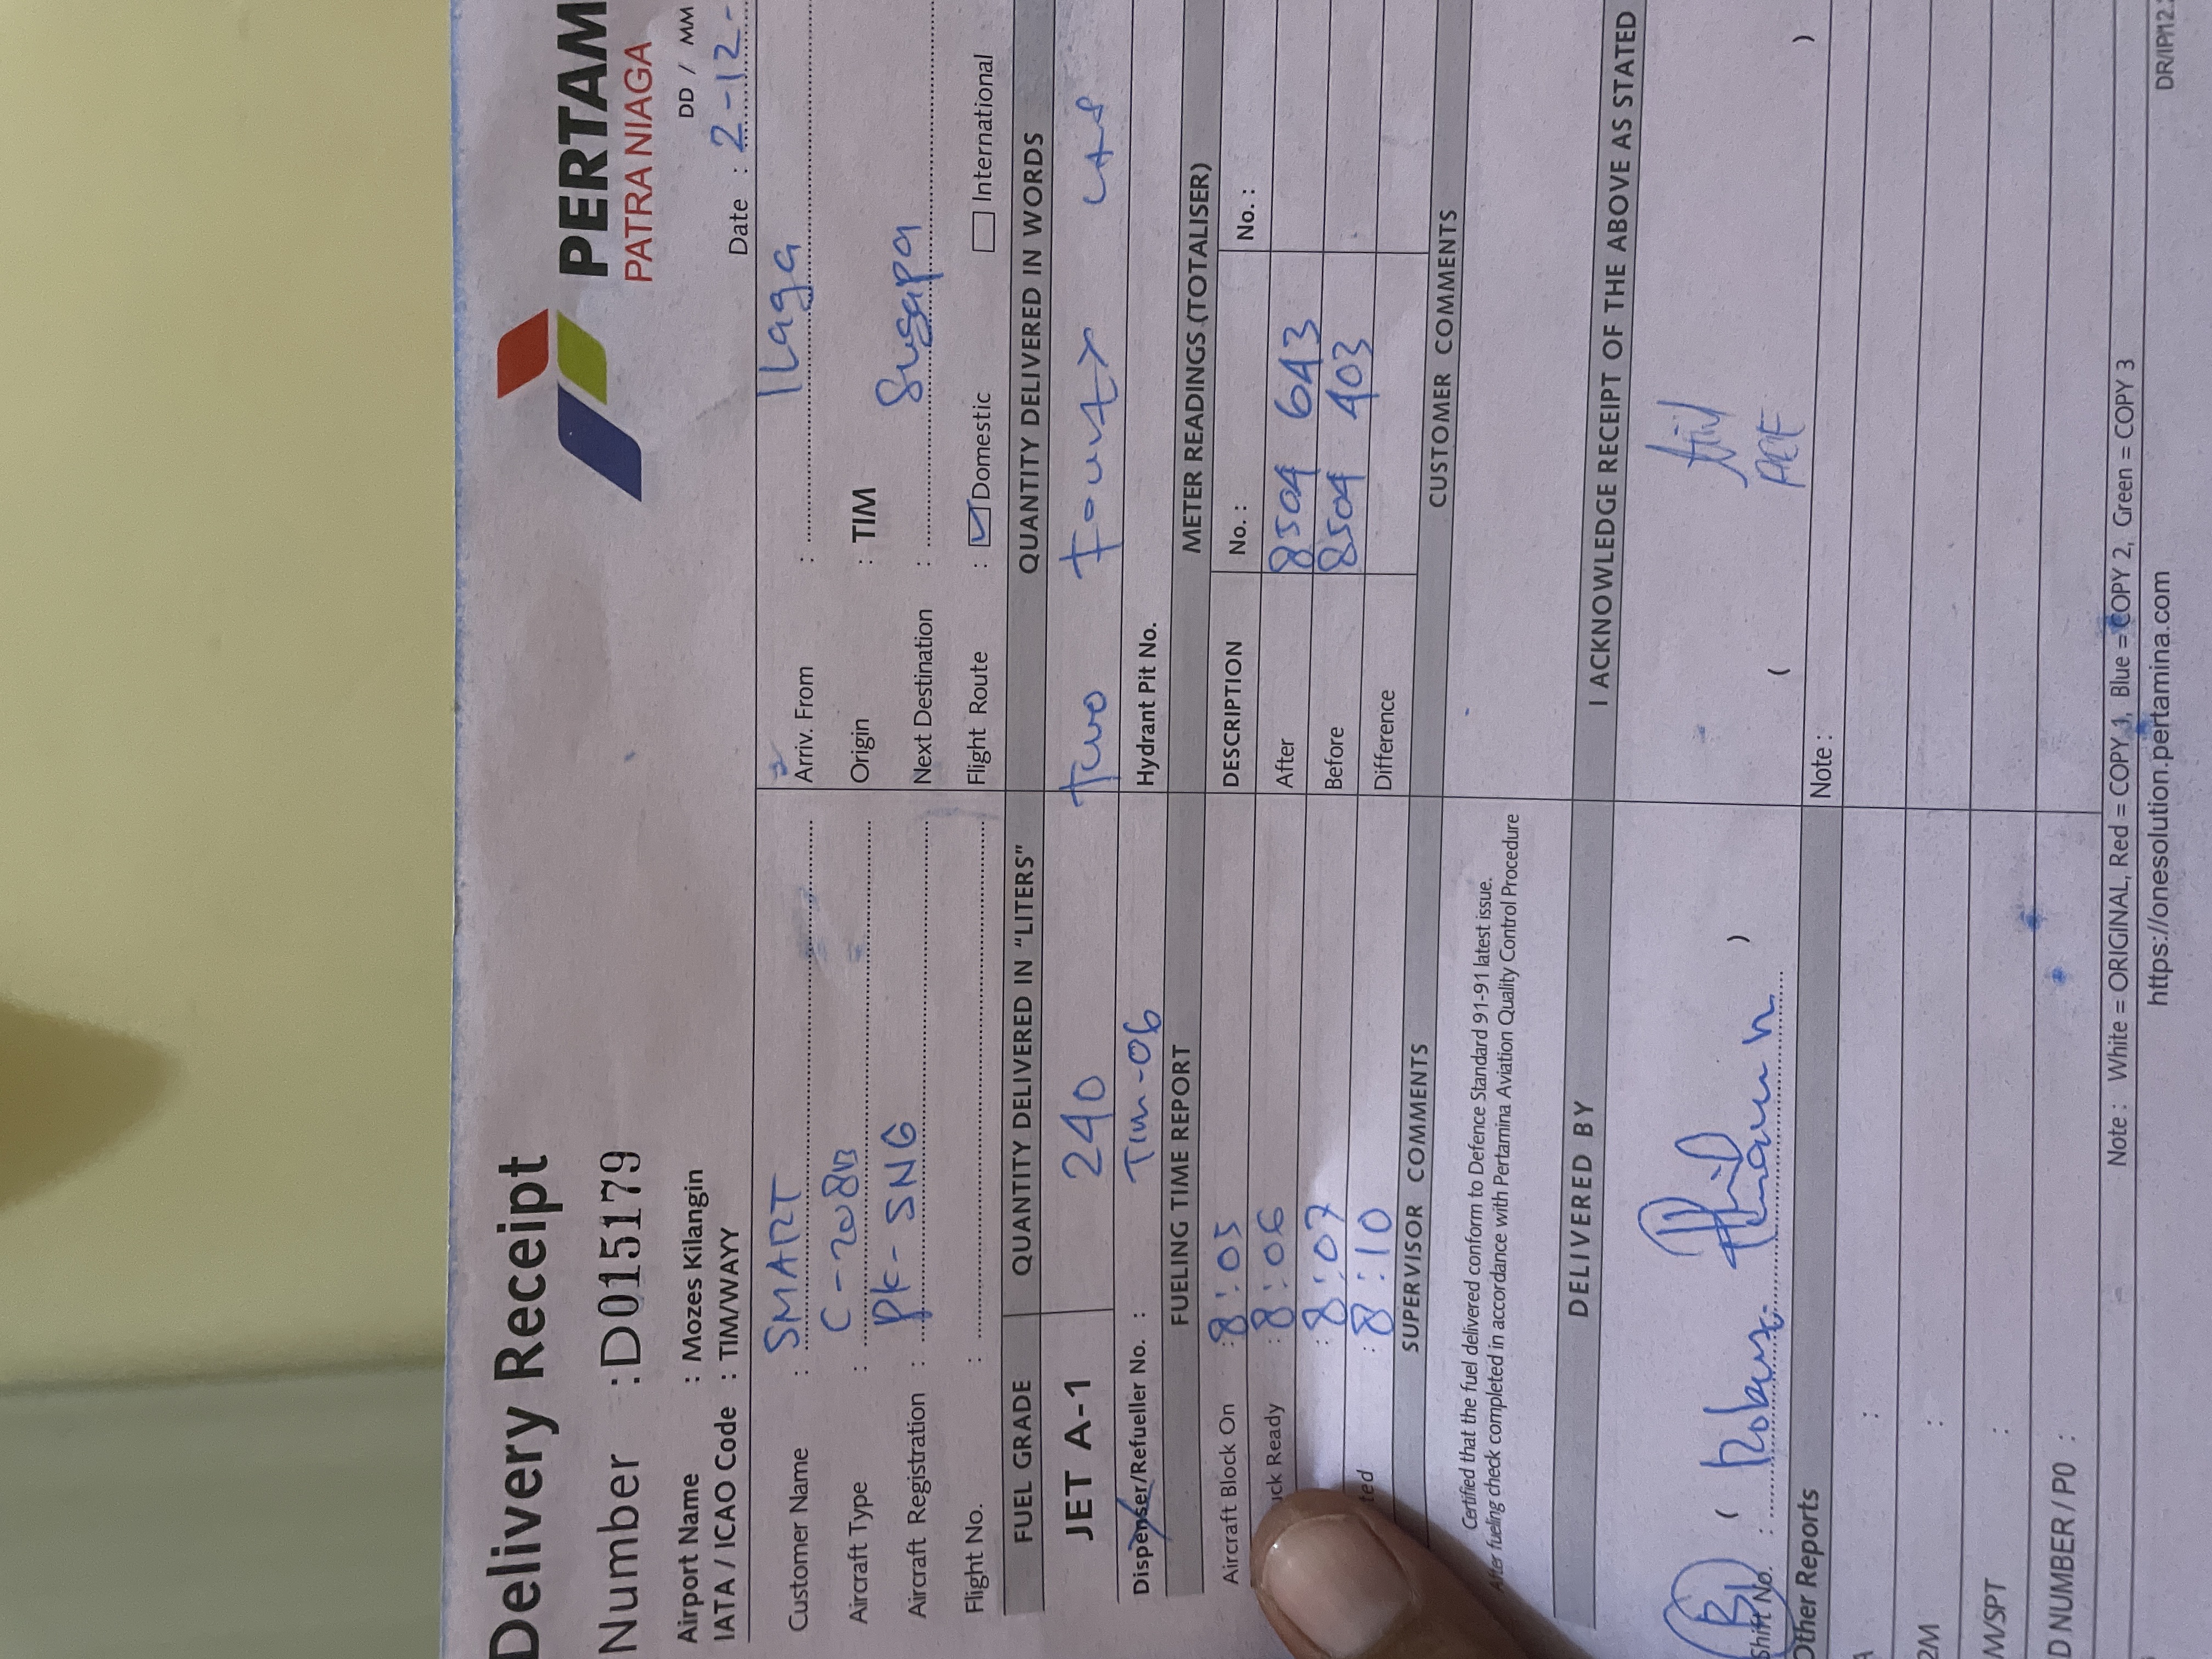 Delivery Receipt
PERTAM
PATRA NIAGA
Number : D015179
DD / MM
Airport Name : Mozes Kilangin
IATA / ICAO Code : TIM/WAYY
Date : 2-12-
Customer Name : SMART
Arriv. From : Ilaga
Aircraft Type : C-208B
Origin : TIM
Aircraft Registration : PK-SNG
Next Destination : Sugapa
Flight No. :
Flight Route : Domestic International
FUEL GRADE QUANTITY DELIVERED IN "LITERS" QUANTITY DELIVERED IN WORDS
JET A-1 240 Two Fourty
Dispenser/Refueller No. : Tim-06 Hydrant Pit No.
FUELING TIME REPORT METER READINGS (TOTALISER)
Aircraft Block On : 8:05 DESCRIPTION No. : No. :
uck Ready : 8:06 After 8504 643
: 8:07 Before 8504 403
ted : 8:10 Difference
SUPERVISOR COMMENTS CUSTOMER COMMENTS
Certified that the fuel delivered conform to Defence Standard 91-91 latest issue.
After fueling check completed in accordance with Pertamina Aviation Quality Control Procedure
DELIVERED BY I ACKNOWLEDGE RECEIPT OF THE ABOVE AS STATED
( ) ( )
Shift No. :
Other Reports Note :
A :
2M :
W/SPT :
D NUMBER / PO :
Note : White = ORIGINAL, Red = COPY 1, Blue = COPY 2, Green = COPY 3
https://onesolution.pertamina.com
DR/IP/12.